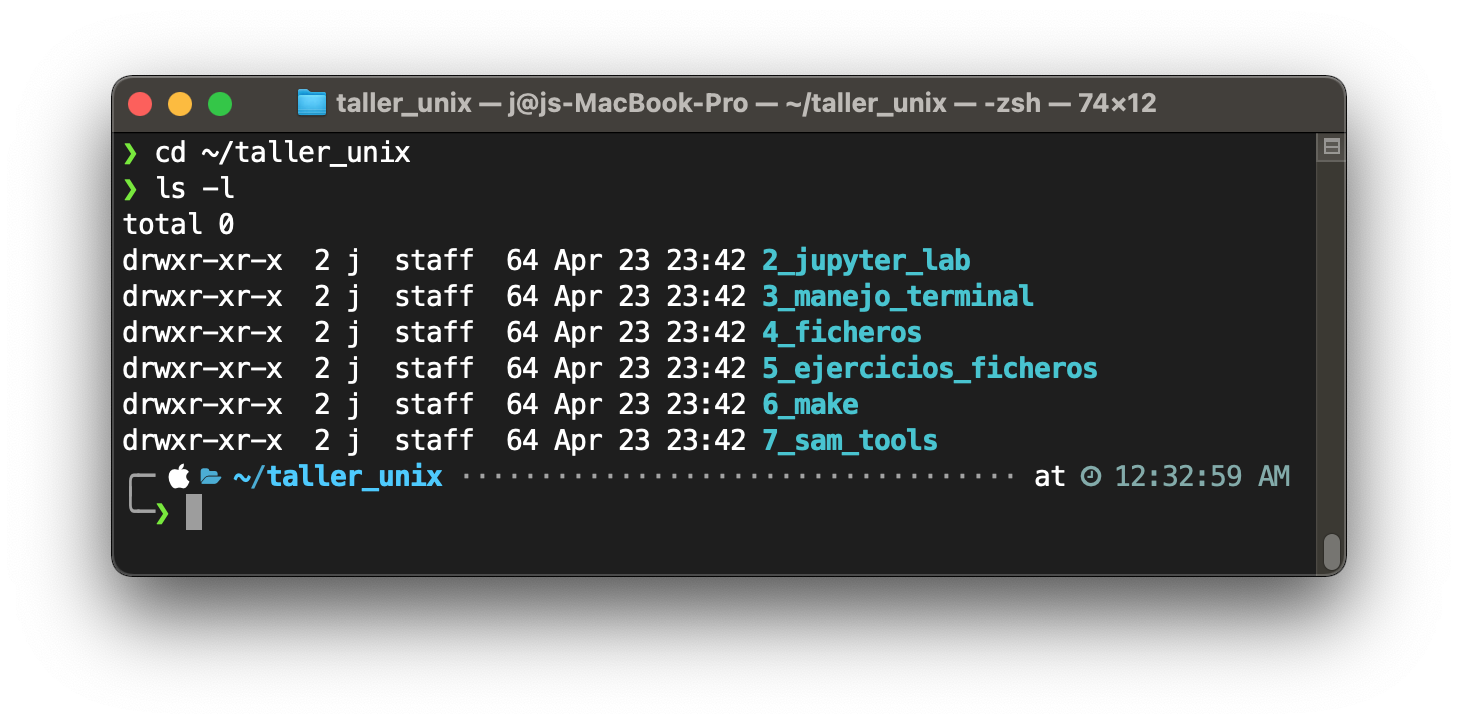 taller_unix — j@js-MacBook-Pro — ~/taller_unix — -zsh — 74×12
❯ cd ~/taller_unix
❯ ls -l
total 0
drwxr-xr-x  2 j  staff  64 Apr 23 23:42 2_jupyter_lab
drwxr-xr-x  2 j  staff  64 Apr 23 23:42 3_manejo_terminal
drwxr-xr-x  2 j  staff  64 Apr 23 23:42 4_ficheros
drwxr-xr-x  2 j  staff  64 Apr 23 23:42 5_ejercicios_ficheros
drwxr-xr-x  2 j  staff  64 Apr 23 23:42 6_make
drwxr-xr-x  2 j  staff  64 Apr 23 23:42 7_sam_tools
~/taller_unix ··································· at 12:32:59 AM
❯